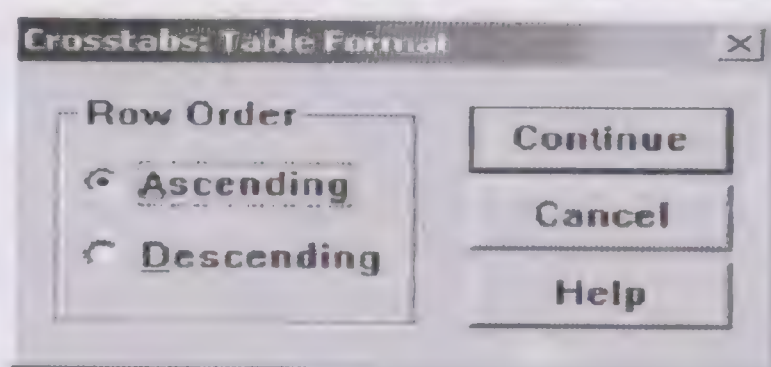 Crosstabs: Table Format
Row Order
Ascending
Descending
Continue
Cancel
Help